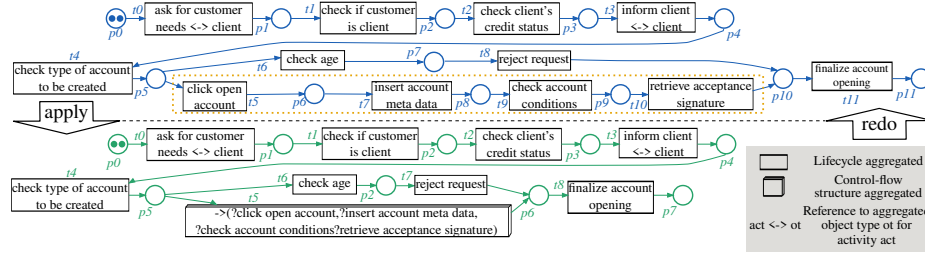 t0 ask for customer needs <-> client p1 t1 check if customer is client p2 t2 check client's credit status p3 t3 inform client <-> client p4
p0
t4 check type of account to be created p5 t6 check age p7 t8 reject request
click open account t5 p6 t7 insert account meta data p8 t9 check account conditions p9 t10 retrieve acceptance signature p10 finalize account opening t11 p11
apply
redo
t0 ask for customer needs <-> client p1 t1 check if customer is client p2 t2 check client's credit status p3 t3 inform client <-> client p4
p0
t4 check type of account to be created p5 t6 check age p2 t7 reject request p6 t8 finalize account opening p7
t5
->(?click open account,?insert account meta data,
?check account conditions?retrieve acceptance signature)
Lifecycle aggregated
Control-flow
structure aggregated
act <-> ot Reference to aggregated
object type ot for
activity act